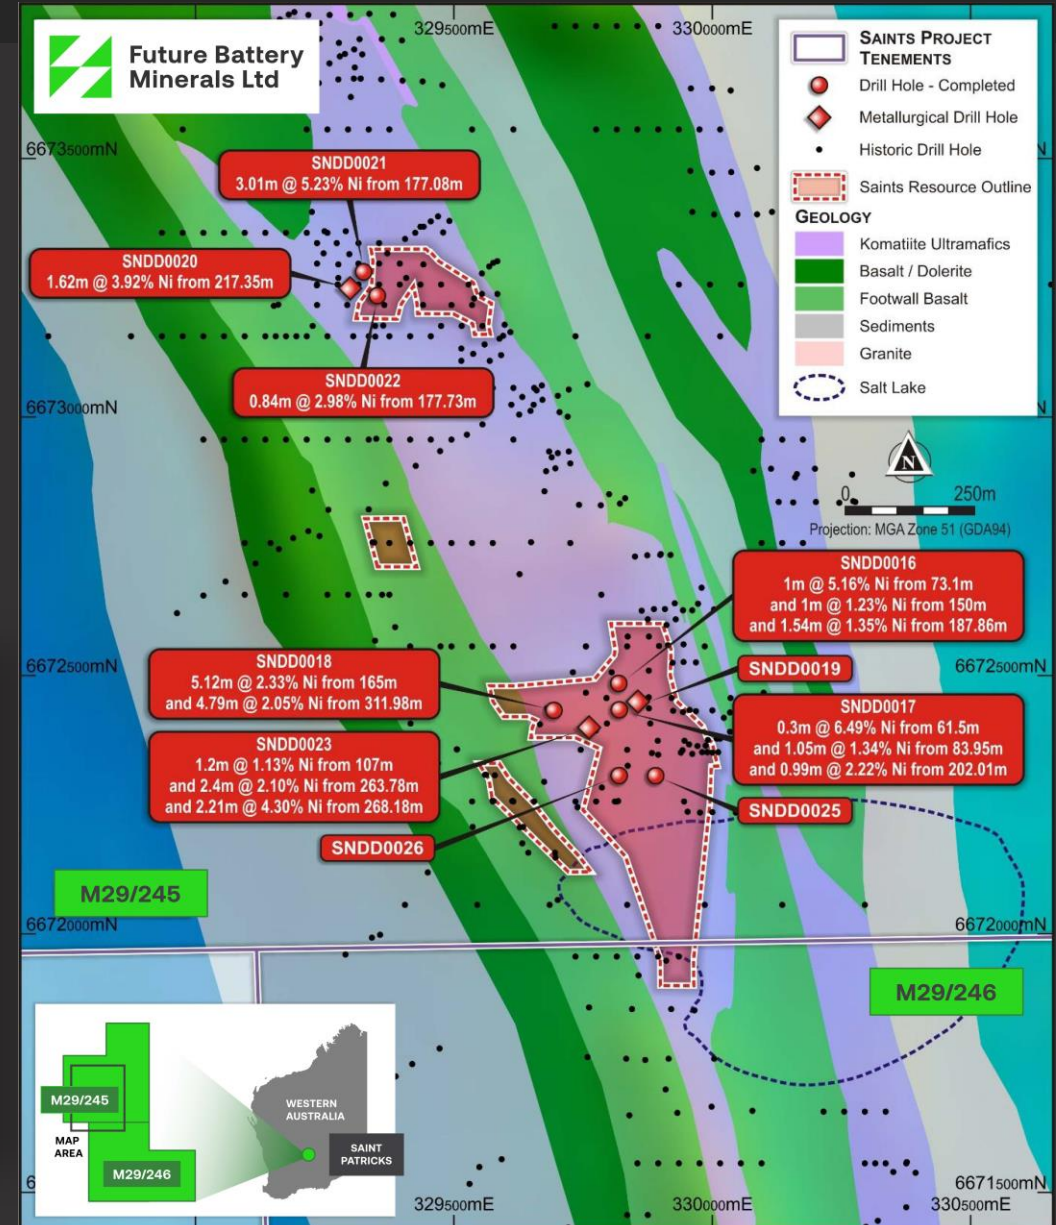 Future Battery
Minerals Ltd
329500mE
330000mE
SAINTS PROJECT
TENEMENTS
Drill Hole - Completed
Metallurgical Drill Hole
Historic Drill Hole
Saints Resource Outline
GEOLOGY
Komatiite Ultramafics
Basalt / Dolerite
Footwall Basalt
Sediments
Granite
Salt Lake
6673500mN
N
SNDD0021
3.01m @ 5.23% Ni from 177.08m
SNDD0020
1.62m @ 3.92% Ni from 217.35m
SNDD0022
0.84m @ 2.98% Ni from 177.73m
6673000mN
N
N
0 250m
Projection: MGA Zone 51 (GDA94)
SNDD0016
1m @ 5.16% Ni from 73.1m
and 1m @ 1.23% Ni from 150m
and 1.54m @ 1.35% Ni from 187.86m
6672500mN
6672500mN
SNDD0018
5.12m @ 2.33% Ni from 165m
and 4.79m @ 2.05% Ni from 311.98m
SNDD0019
SNDD0017
0.3m @ 6.49% Ni from 61.5m
and 1.05m @ 1.34% Ni from 83.95m
and 0.99m @ 2.22% Ni from 202.01m
SNDD0023
1.2m @ 1.13% Ni from 107m
and 2.4m @ 2.10% Ni from 263.78m
and 2.21m @ 4.30% Ni from 268.18m
SNDD0025
SNDD0026
M29/245
6672000mN
6672000mN
M29/246
M29/245
MAP
AREA
M29/246
WESTERN
AUSTRALIA
SAINT
PATRICKS
6
6671500mN
329500mE
330000mE
330500mE